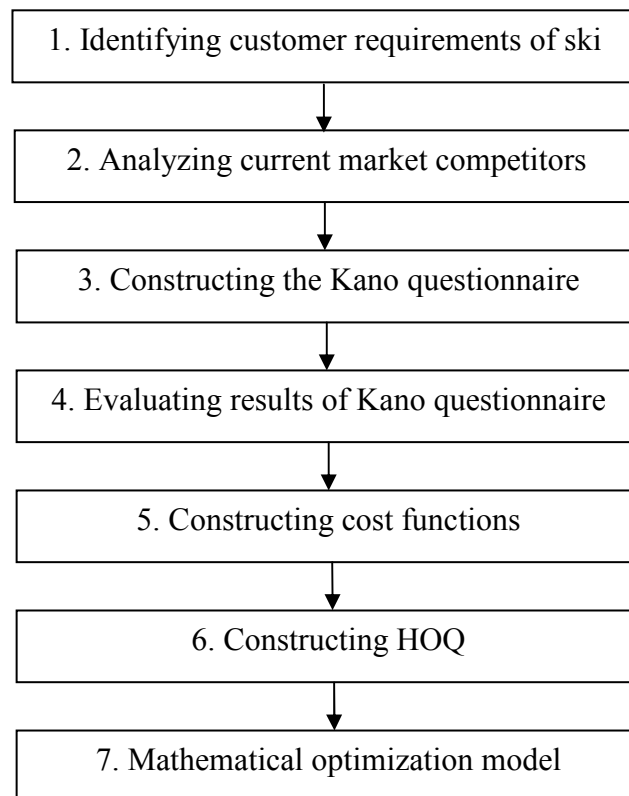 1. Identifying customer requirements of ski
2. Analyzing current market competitors
3. Constructing the Kano questionnaire
4. Evaluating results of Kano questionnaire
5. Constructing cost functions
6. Constructing HOQ
7. Mathematical optimization model